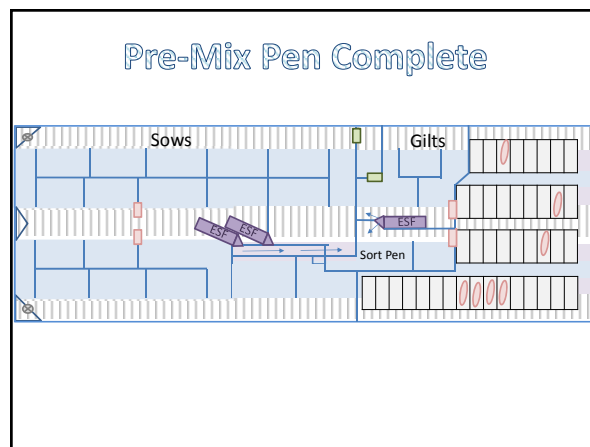 Pre-Mix Pen Complete
Sows
Gilts
ESF
ESF
ESF
Sort Pen